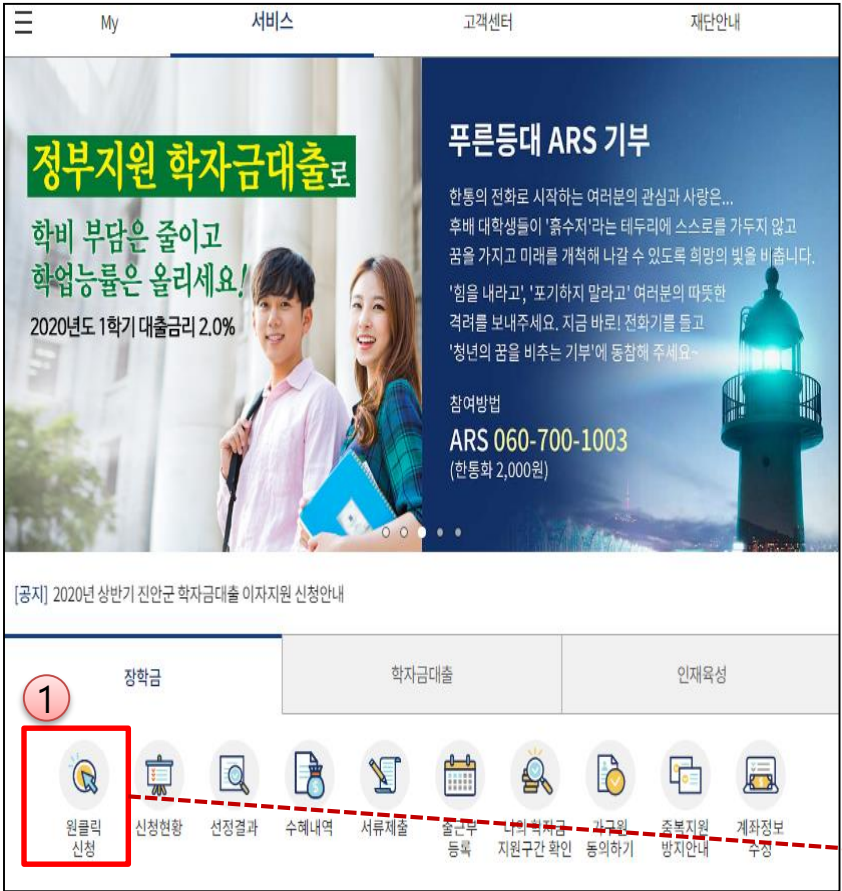 My 서비스 고객센터 재단안내
정부지원 학자금대출로
학비 부담은 줄이고
학업능률은 올리세요!
2020년도 1학기 대출금리 2.0%
푸른등대 ARS 기부
한통의 전화로 시작하는 여러분의 관심과 사랑은...
후배 대학생들이 '흙수저'라는 테두리에 스스로를 가두지 않고
꿈을 가지고 미래를 개척해 나갈 수 있도록 희망의 빛을 비춥니다.
'힘을 내라고', '포기하지 말라고' 여러분의 따뜻한
격려를 보내주세요. 지금 바로! 전화기를 들고
'청년의 꿈을 비추는 기부'에 동참해 주세요~
참여방법
ARS 060-700-1003
(한통화 2,000원)
[공지] 2020년 상반기 진안군 학자금대출 이자지원 신청안내
장학금 학자금대출 인재육성
1
원클릭
신청
신청현황
선정결과
수혜내역
서류제출
출근부
등록
나의 학자금
지원구간 확인
가구원
동의하기
중복지원
방지안내
계좌정보
수정